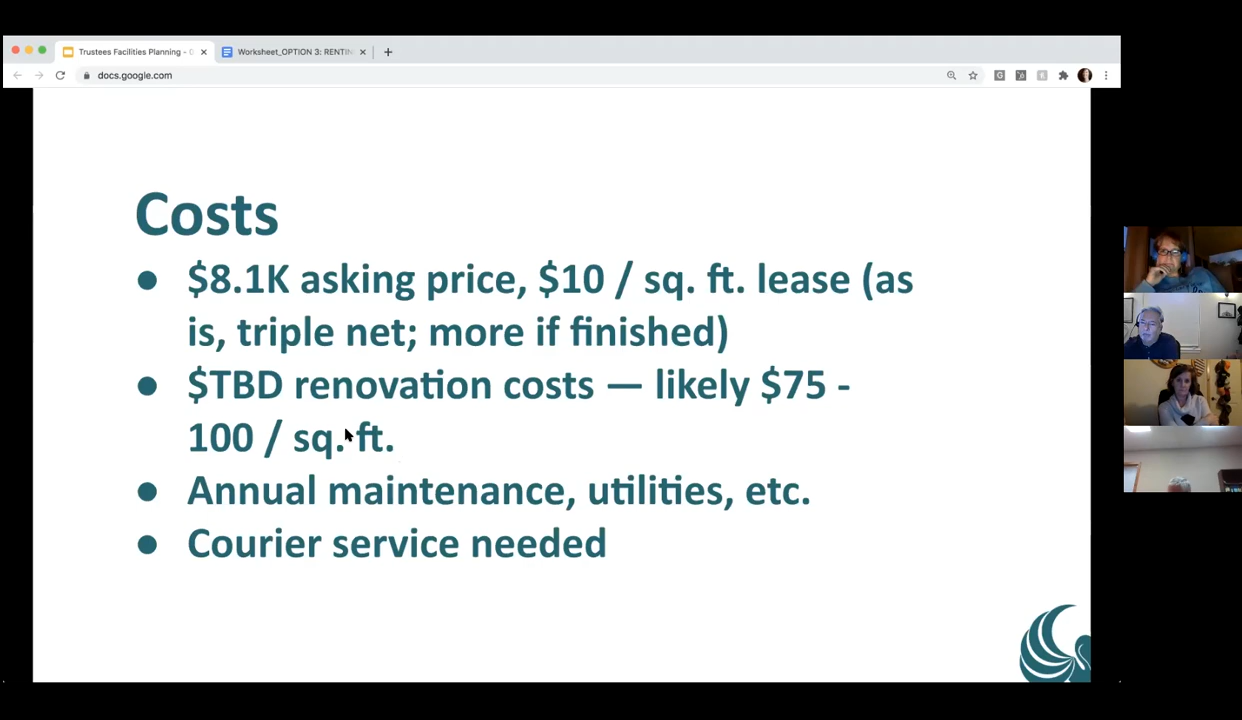 Trustees Facilities Planning - 
Worksheet_OPTION 3: RENTIN
docs.google.com
Costs
● $8.1K asking price, $10 / sq. ft. lease (as
is, triple net; more if finished)
● $TBD renovation costs — likely $75 -
100 / sq. ft.
● Annual maintenance, utilities, etc.
● Courier service needed